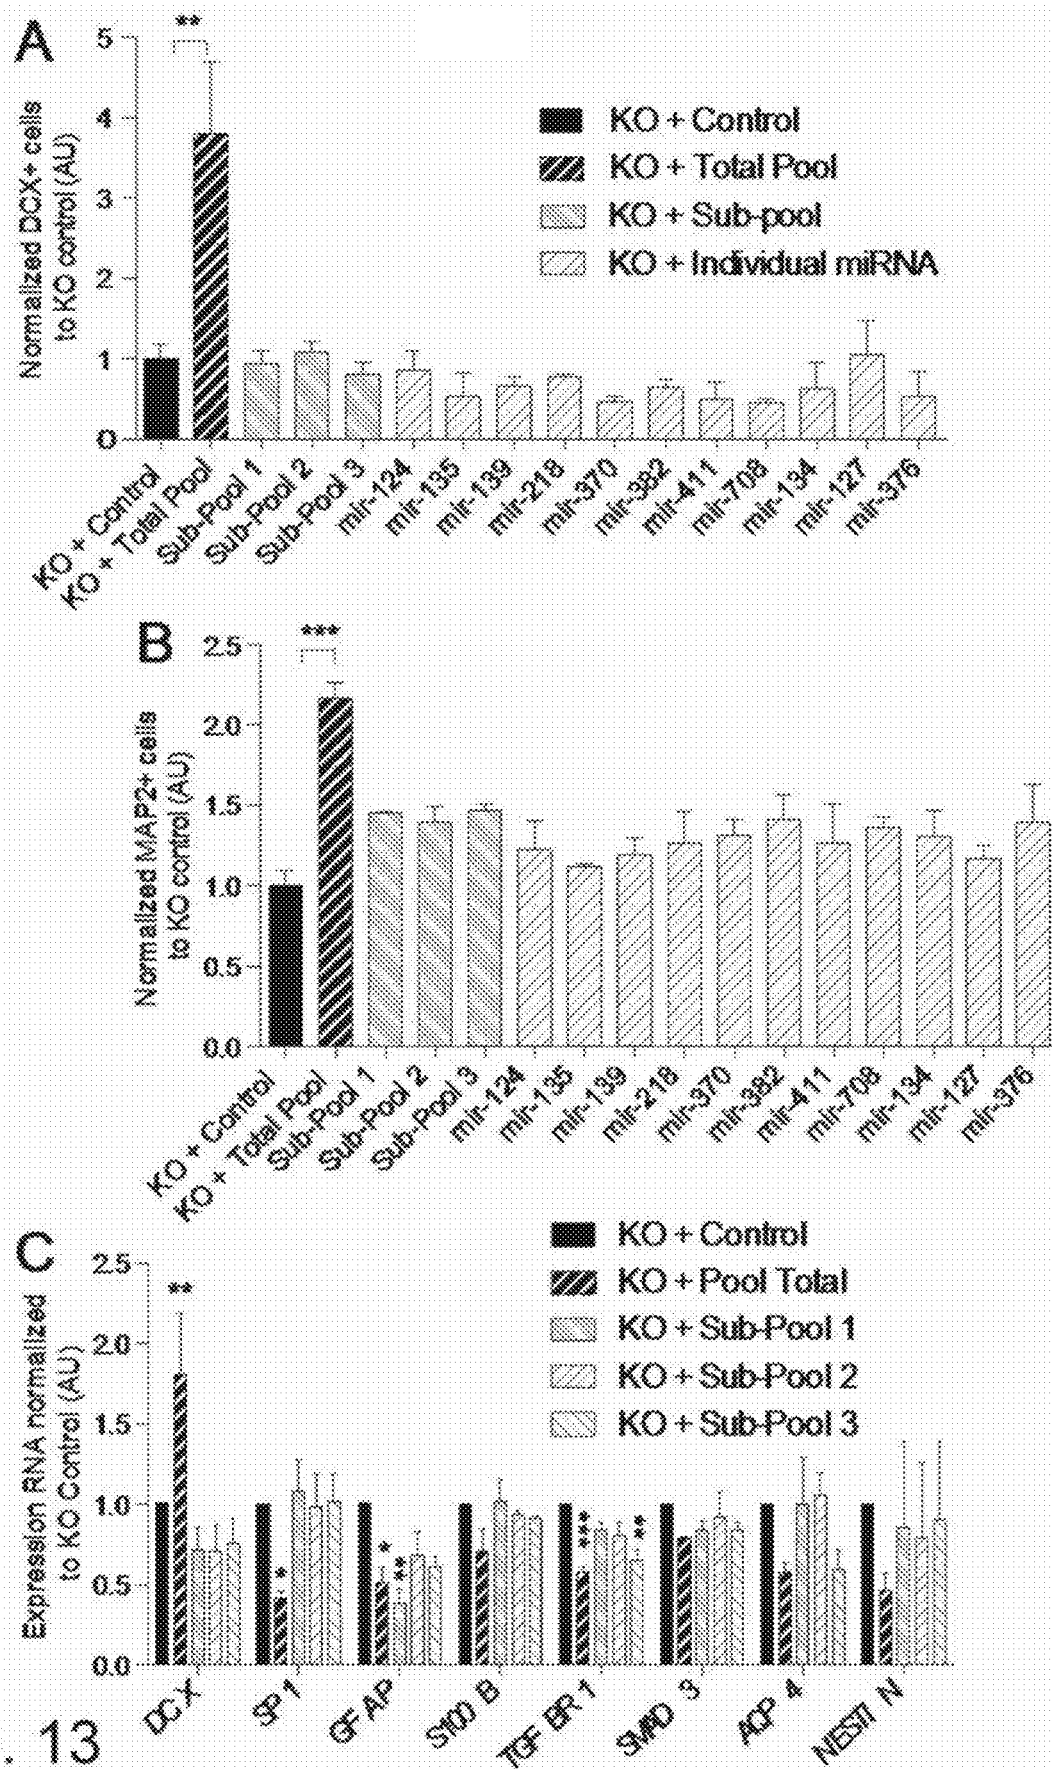 A
**
5
4
3
2
1
0
Normalized DCX+ cells
to KO control (AU)
KO + Control
KO + Total Pool
KO + Sub-pool
KO + Individual miRNA
KO + Control
KO + Total Pool
Sub-Pool 1
Sub-Pool 2
Sub-Pool 3
mir-124
mir-135
mir-139
mir-218
mir-370
mir-382
mir-411
mir-708
mir-134
mir-127
mir-376
B
***
2.5
2.0
1.5
1.0
0.5
0.0
Normalized MAP2+ cells
to KO control (AU)
KO + Control
KO + Total Pool
Sub-Pool 1
Sub-Pool 2
Sub-Pool 3
mir-124
mir-135
mir-139
mir-218
mir-370
mir-382
mir-411
mir-708
mir-134
mir-127
mir-376
C
2.5
2.0
1.5
1.0
0.5
0.0
Expression RNA normalized
to KO Control (AU)
KO + Control
KO + Pool Total
KO + Sub-Pool 1
KO + Sub-Pool 2
KO + Sub-Pool 3
**
*
*
**
***
**
DCX
SP1
GFAP
S100 B
TGF BR 1
SMAD 3
AQP 4
NESTI N
. 13